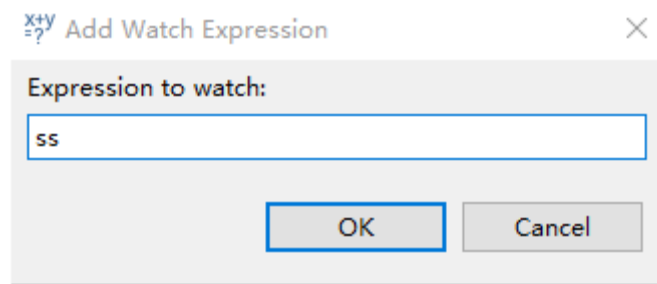 x+y
=?
Add Watch Expression
Expression to watch:
ss
OK
Cancel